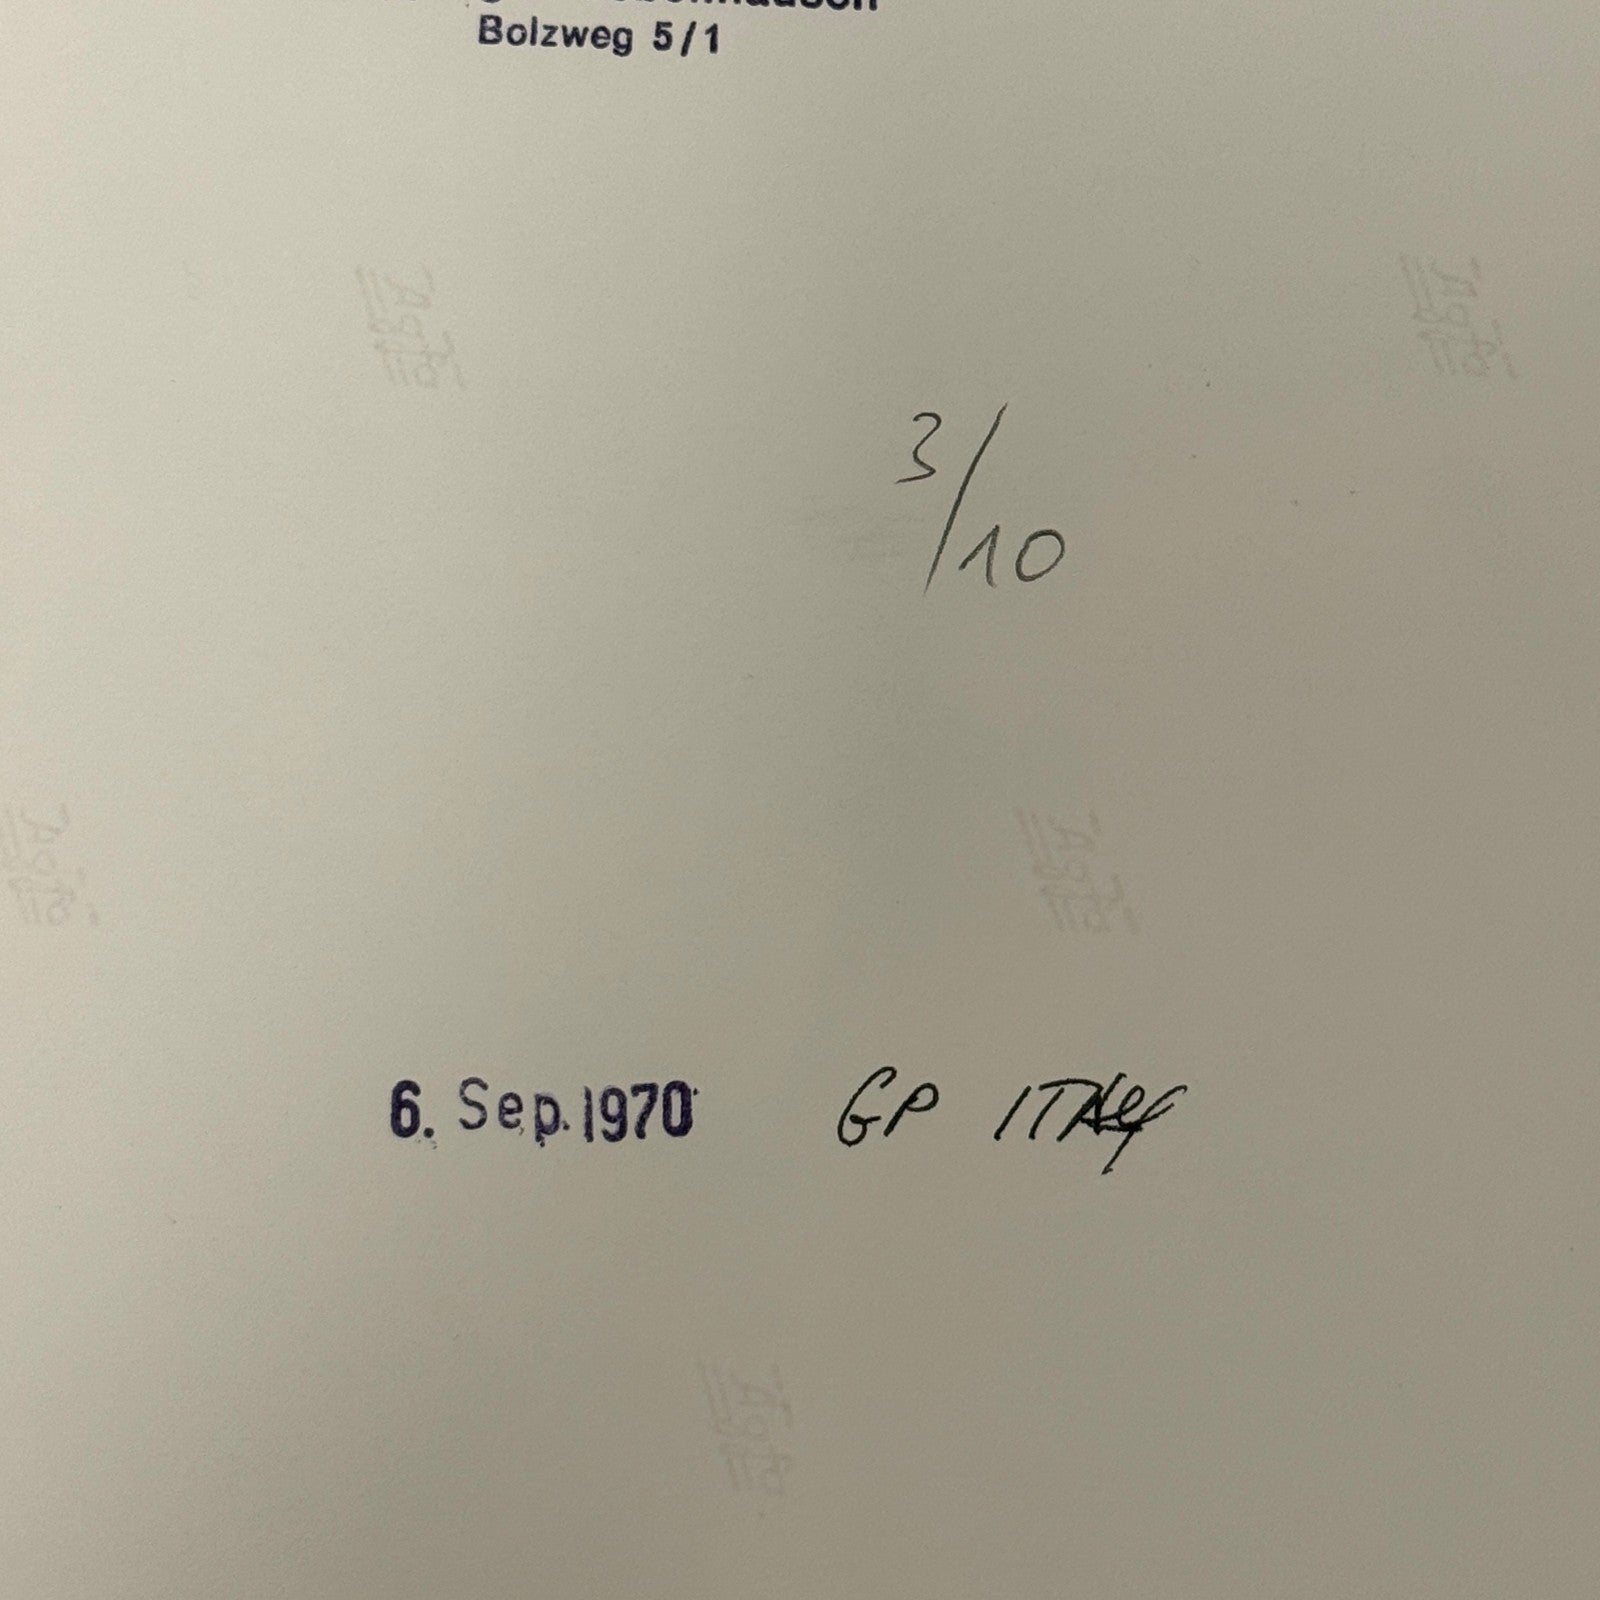 Bolzweg 5/1
3/10
6. Sep. 1970 GP ITALY